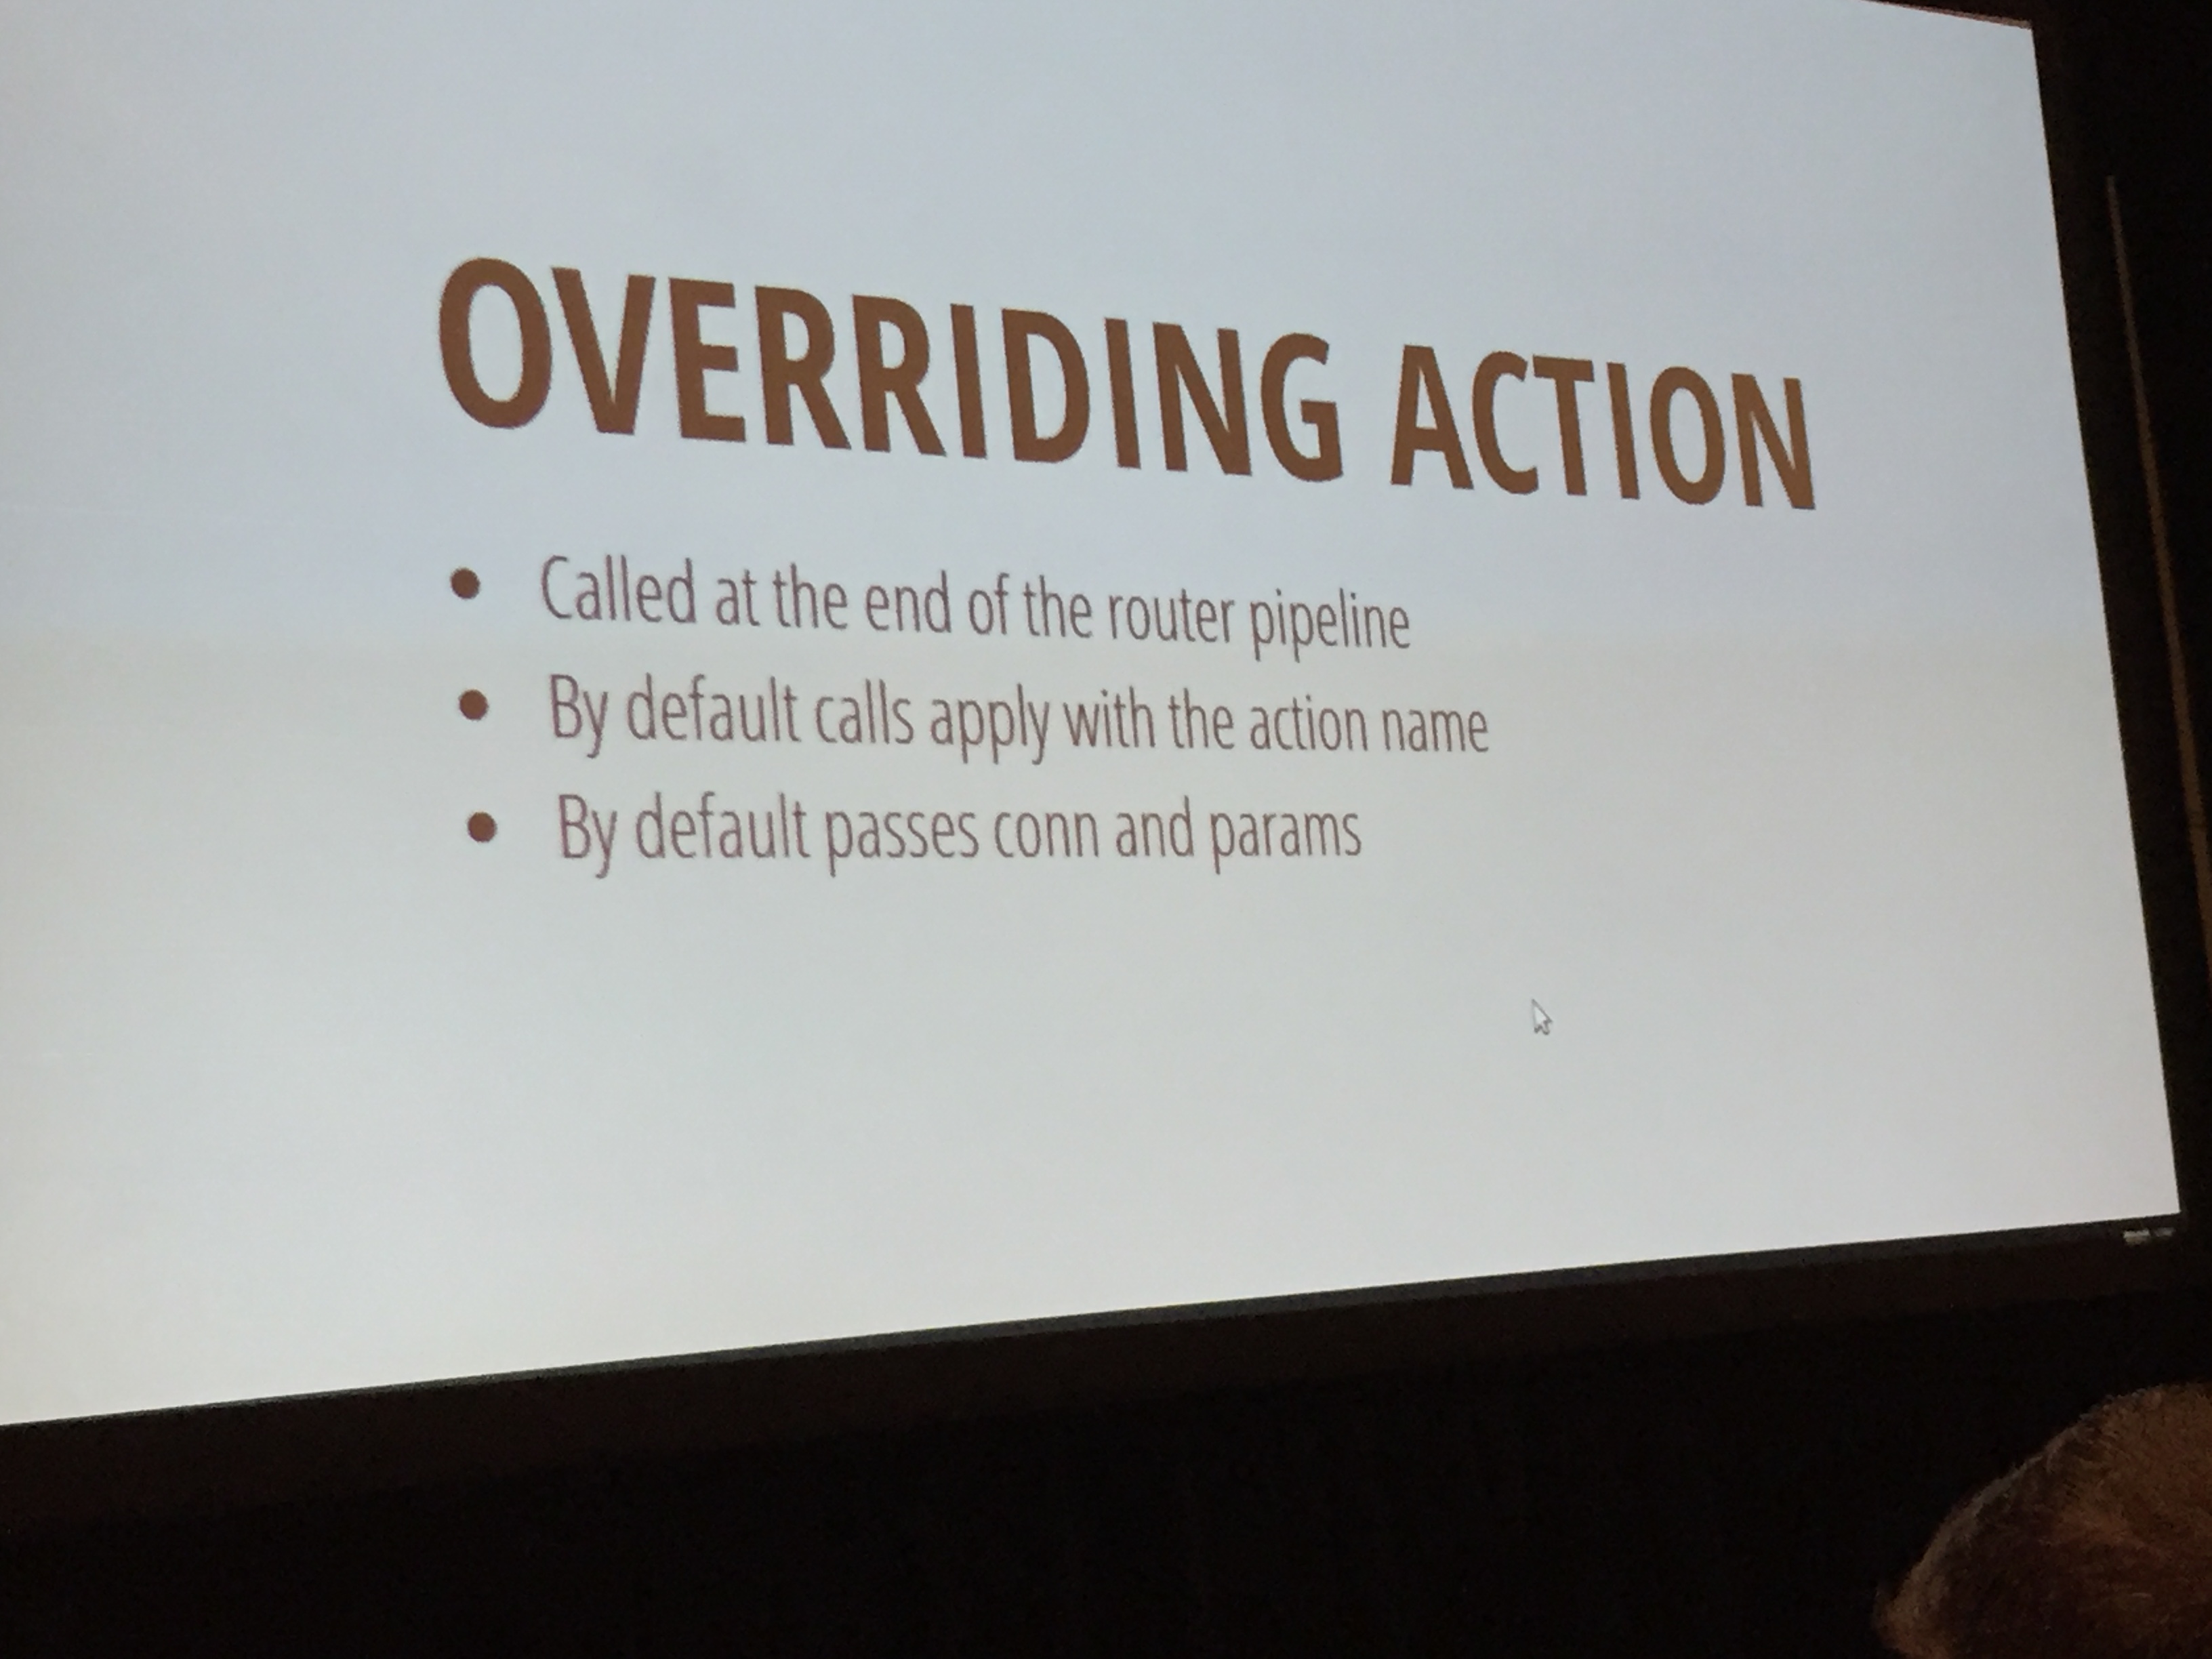 OVERRIDING ACTION
• Called at the end of the router pipeline
• By default calls apply with the action name
• By default passes conn and params